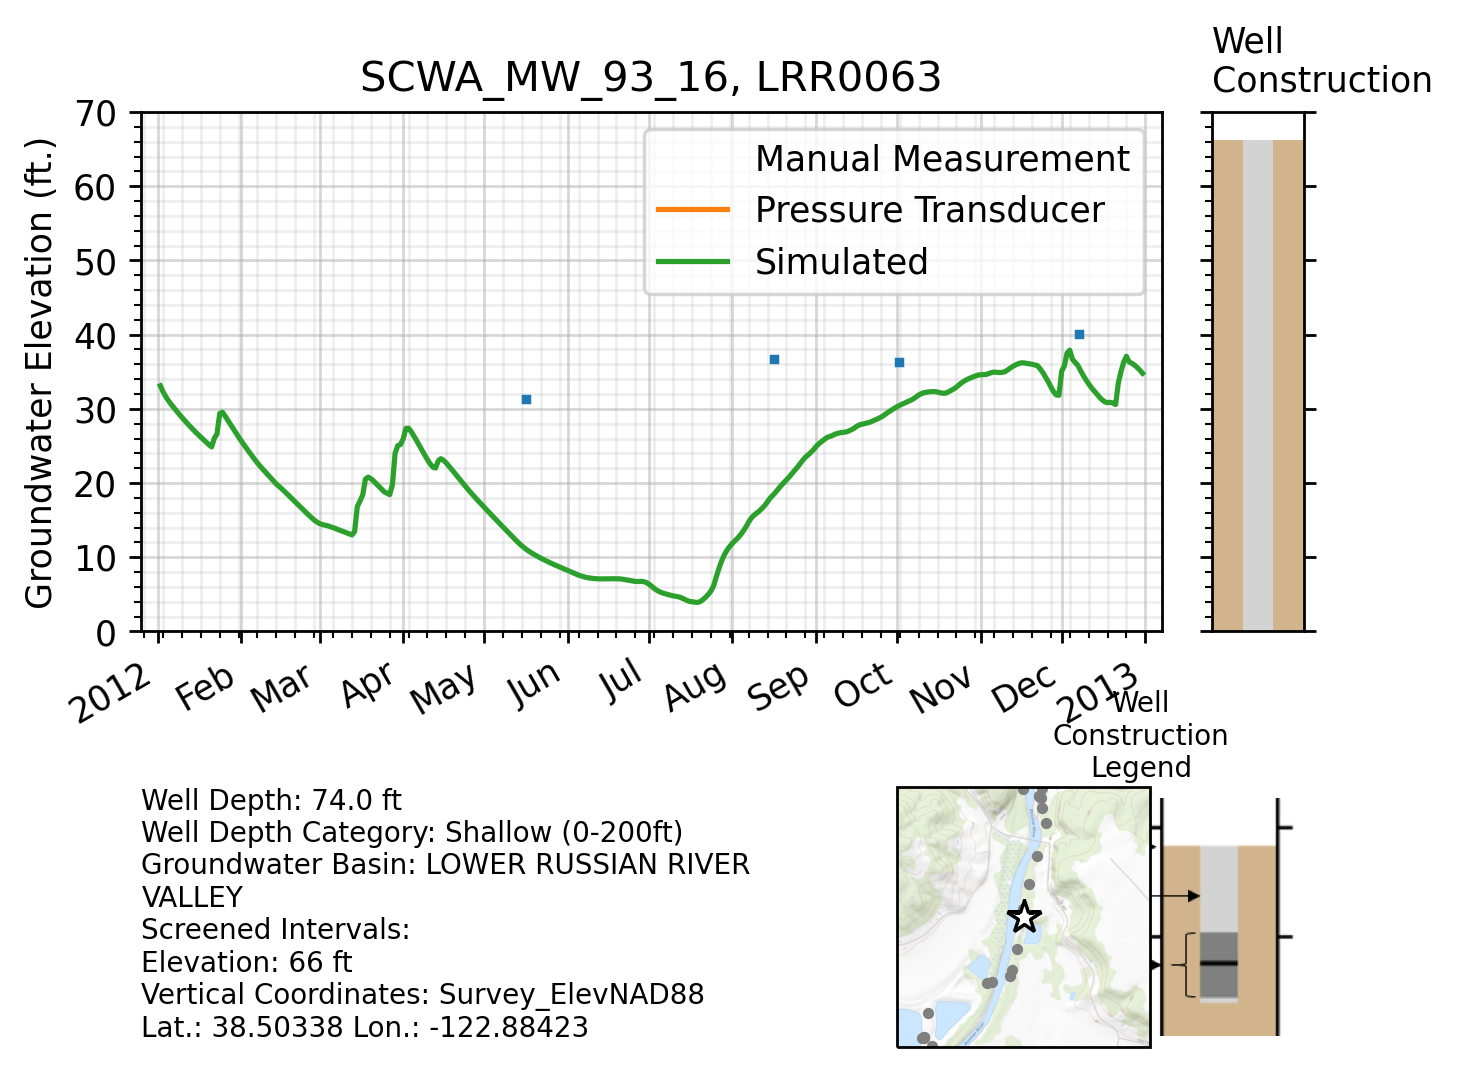 Well
Construction
SCWA_MW_93_16, LRR0063
Groundwater Elevation (ft.)
70
60
50
40
30
20
10
0
Manual Measurement
Pressure Transducer
Simulated
2012
Feb
Mar
Apr
May
Jun
Jul
Aug
Sep
Oct
Nov
Dec
2013
Well
Construction
Legend
Well Depth: 74.0 ft
Well Depth Category: Shallow (0-200ft)
Groundwater Basin: LOWER RUSSIAN RIVER
VALLEY
Screened Intervals:
Elevation: 66 ft
Vertical Coordinates: Survey_ElevNAD88
Lat.: 38.50338 Lon.: -122.88423